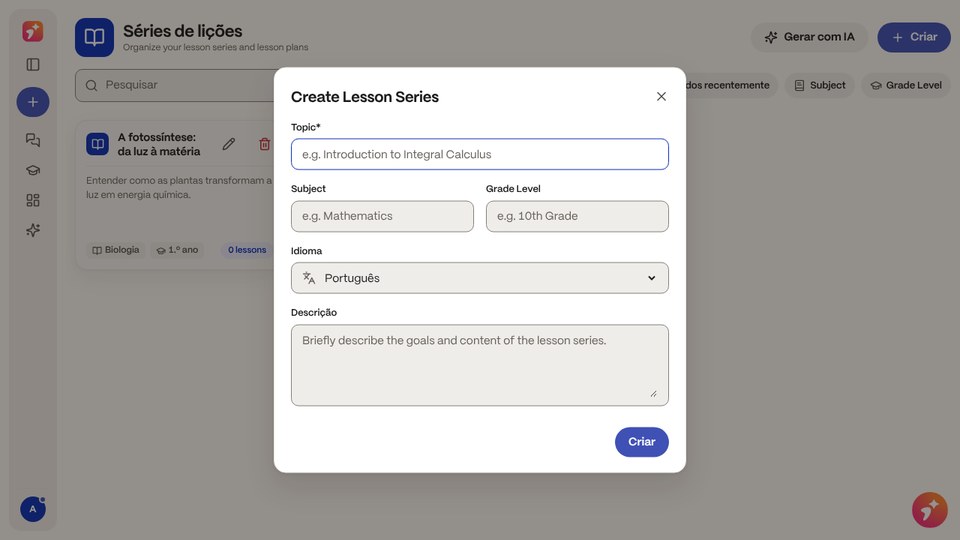 Séries de lições
Organize your lesson series and lesson plans
Gerar com IA
Criar
Pesquisar
dos recentemente
Subject
Grade Level
A fotossíntese:
da luz à matéria
Entender como as plantas transformam a
luz em energia química.
Biologia
1.º ano
0 lessons
Create Lesson Series
Topic*
e.g. Introduction to Integral Calculus
Subject
Grade Level
e.g. Mathematics
e.g. 10th Grade
Idioma
Português
Descrição
Briefly describe the goals and content of the lesson series.
Criar
A